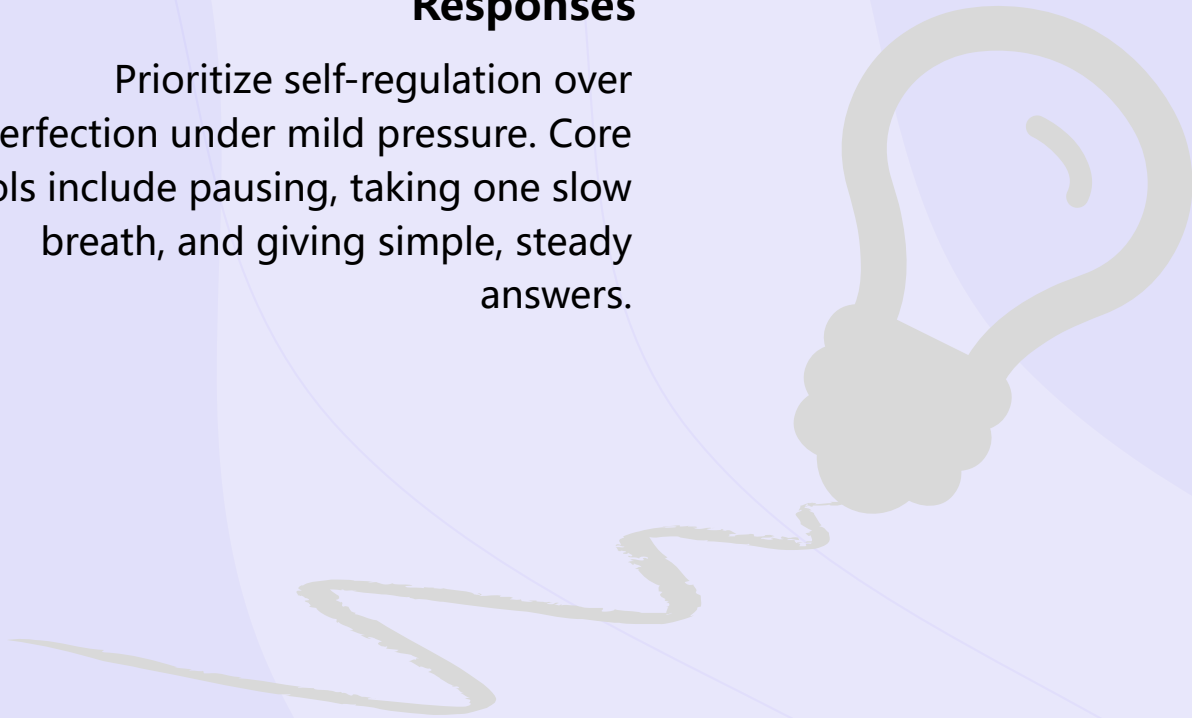 Responses
Prioritize self-regulation over
erfection under mild pressure. Core
ols include pausing, taking one slow
breath, and giving simple, steady
answers.